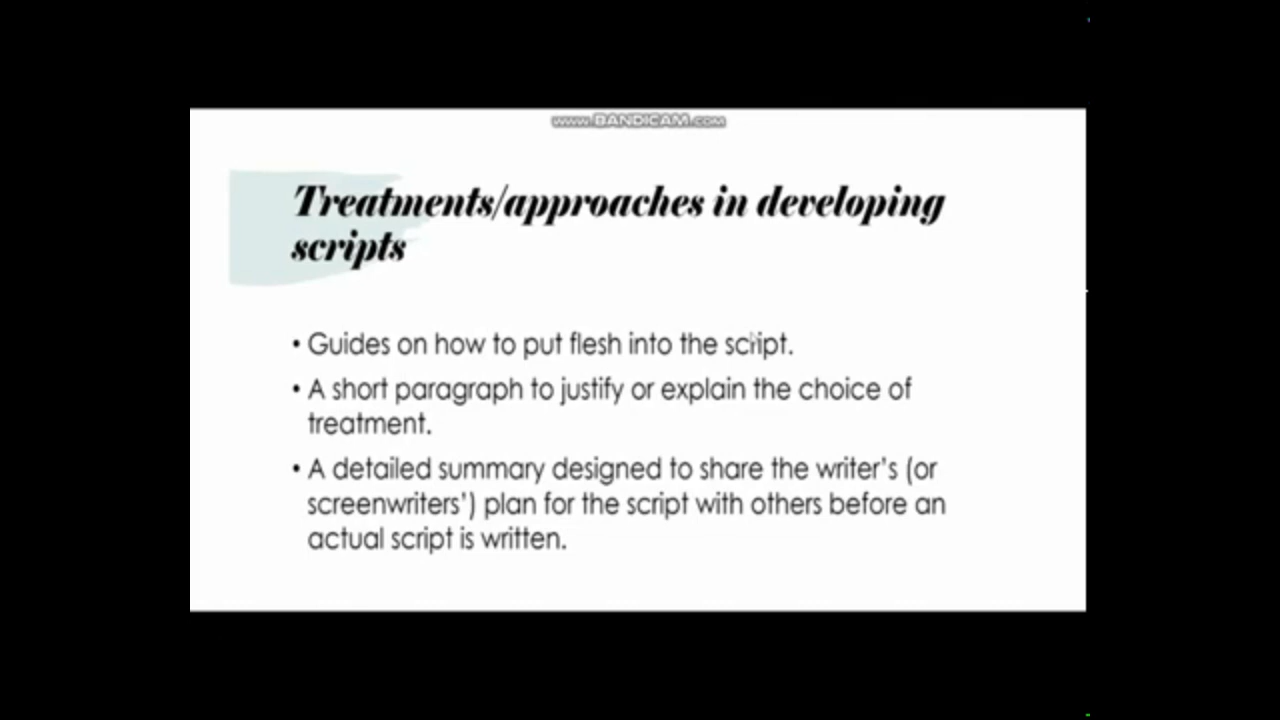 www.BANDICAM.com
Treatments/approaches in developing
scripts
• Guides on how to put flesh into the script.
• A short paragraph to justify or explain the choice of
treatment.
• A detailed summary designed to share the writer's (or
screenwriters') plan for the script with others before an
actual script is written.